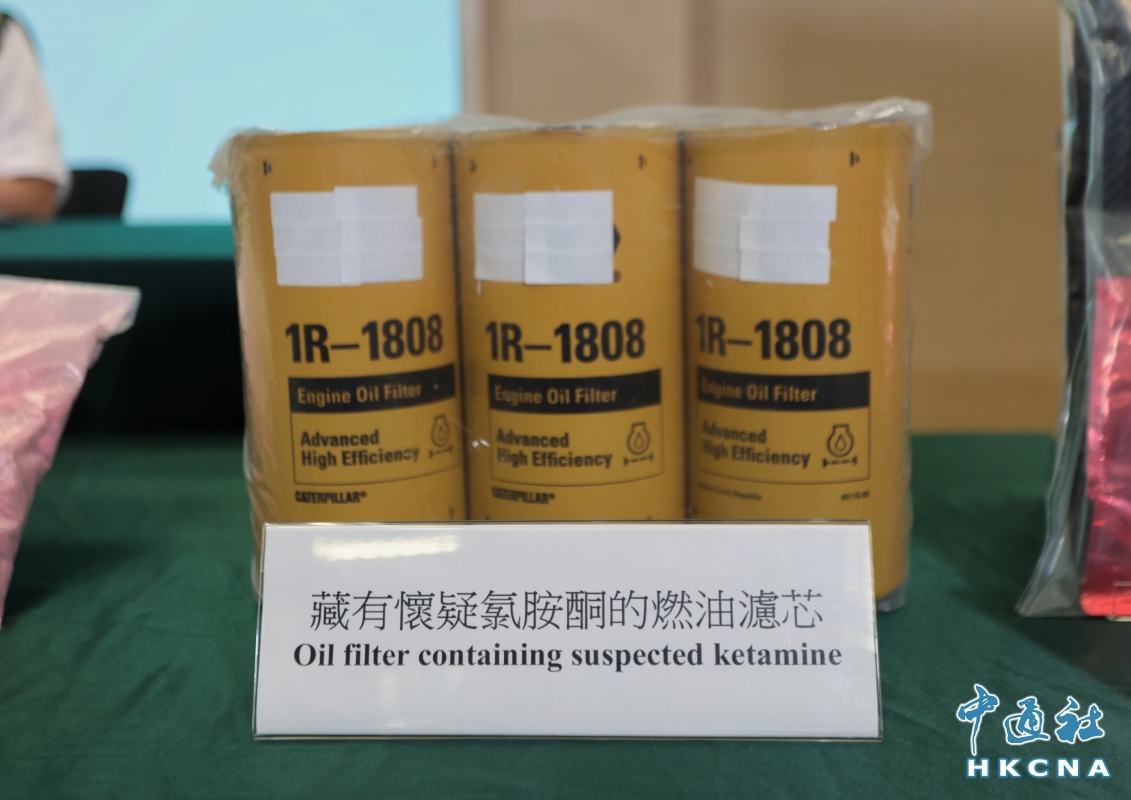 1R–1808
Engine Oil Filter
Advanced
High Efficiency
CATERPILLAR®
1R–1808
Engine Oil Filter
Advanced
High Efficiency
CATERPILLAR®
1R–1808
Engine Oil Filter
Advanced
High Efficiency
藏有懷疑氯胺酮的燃油濾芯
Oil filter containing suspected ketamine
中通社
HKCNA